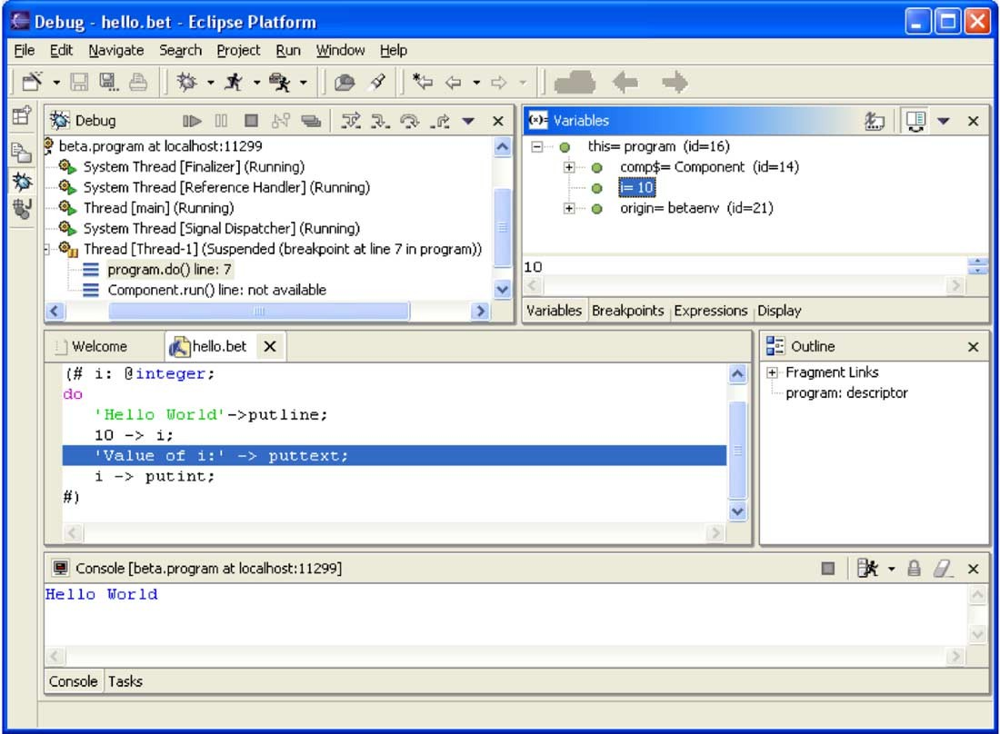 Debug - hello.bet - Eclipse Platform
File Edit Navigate Search Project Run Window Help
Debug
beta.program at localhost:11299
System Thread [Finalizer] (Running)
System Thread [Reference Handler] (Running)
Thread [main] (Running)
System Thread [Signal Dispatcher] (Running)
Thread [Thread-1] (Suspended (breakpoint at line 7 in program))
program.do() line: 7
Component.run() line: not available
(x)= Variables
this= program (id=16)
comp$= Component (id=14)
i= 10
origin= betaenv (id=21)
10
Variables Breakpoints Expressions Display
Welcome hello.bet
(# i: @integer;
do
'Hello World'->putline;
10 -> i;
'Value of i:' -> puttext;
i -> putint;
#)
Outline
Fragment Links
program: descriptor
Console [beta.program at localhost:11299]
Hello World
Console Tasks